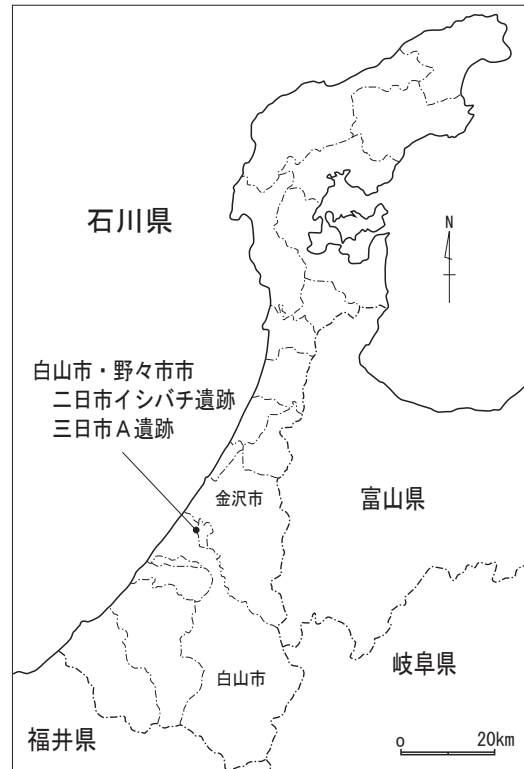 石川県
N
白山市・野々市市
二日市イシバチ遺跡
三日市A遺跡
金沢市
富山県
岐阜県
白山市
福井県
0 20km